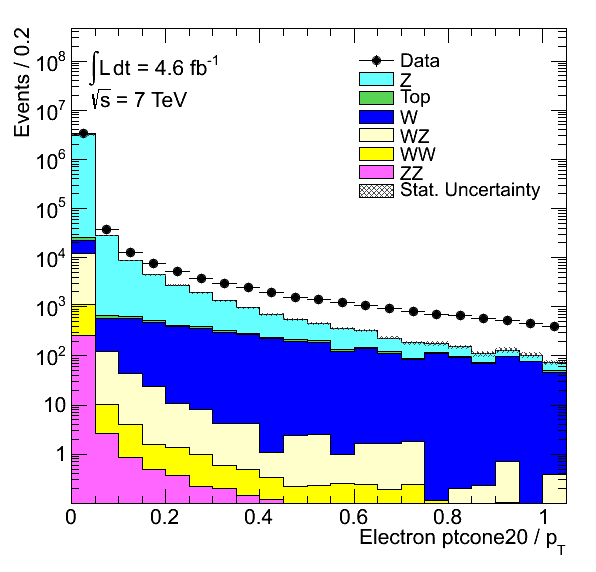 Events / 0.2
10⁸
10⁷
10⁶
10⁵
10⁴
10³
10²
10
1
∫L dt = 4.6 fb⁻¹
√s = 7 TeV
Data
Z
Top
W
WZ
WW
ZZ
Stat. Uncertainty
0 0.2 0.4 0.6 0.8 1
Electron ptcone20 / p_T